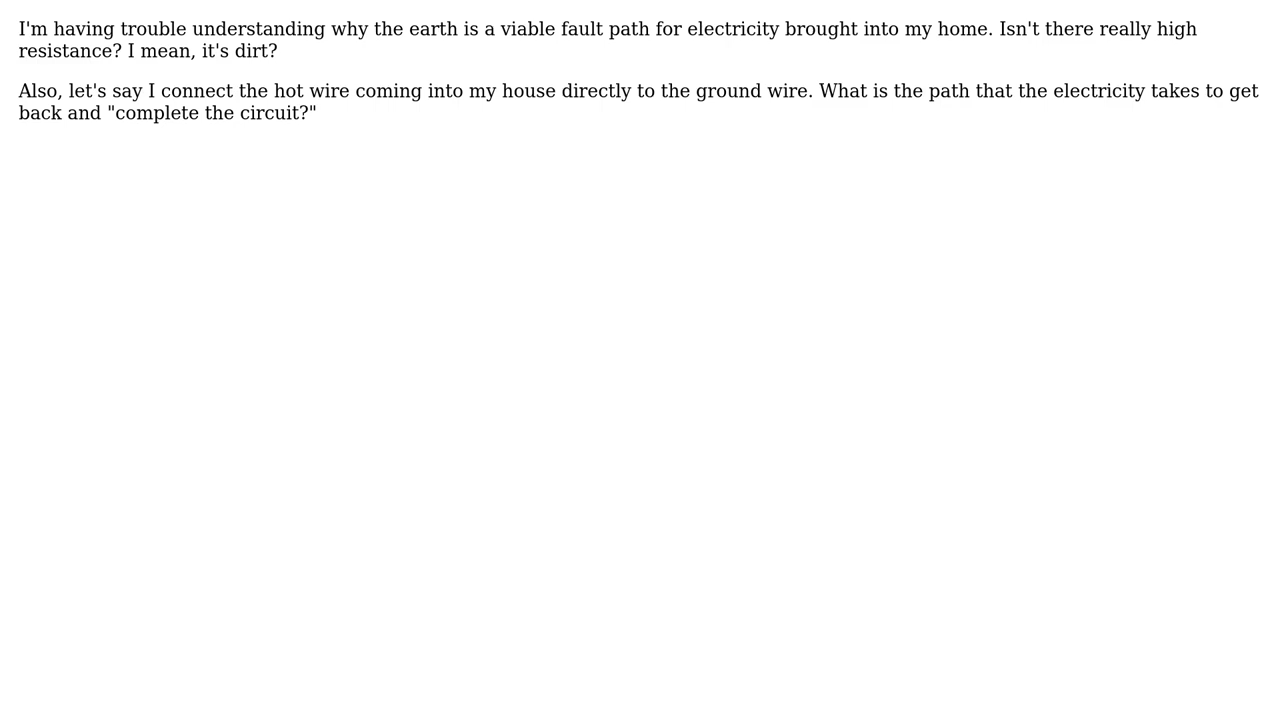 I'm having trouble understanding why the earth is a viable fault path for electricity brought into my home. Isn't there really high
resistance? I mean, it's dirt?
Also, let's say I connect the hot wire coming into my house directly to the ground wire. What is the path that the electricity takes to get
back and "complete the circuit?"